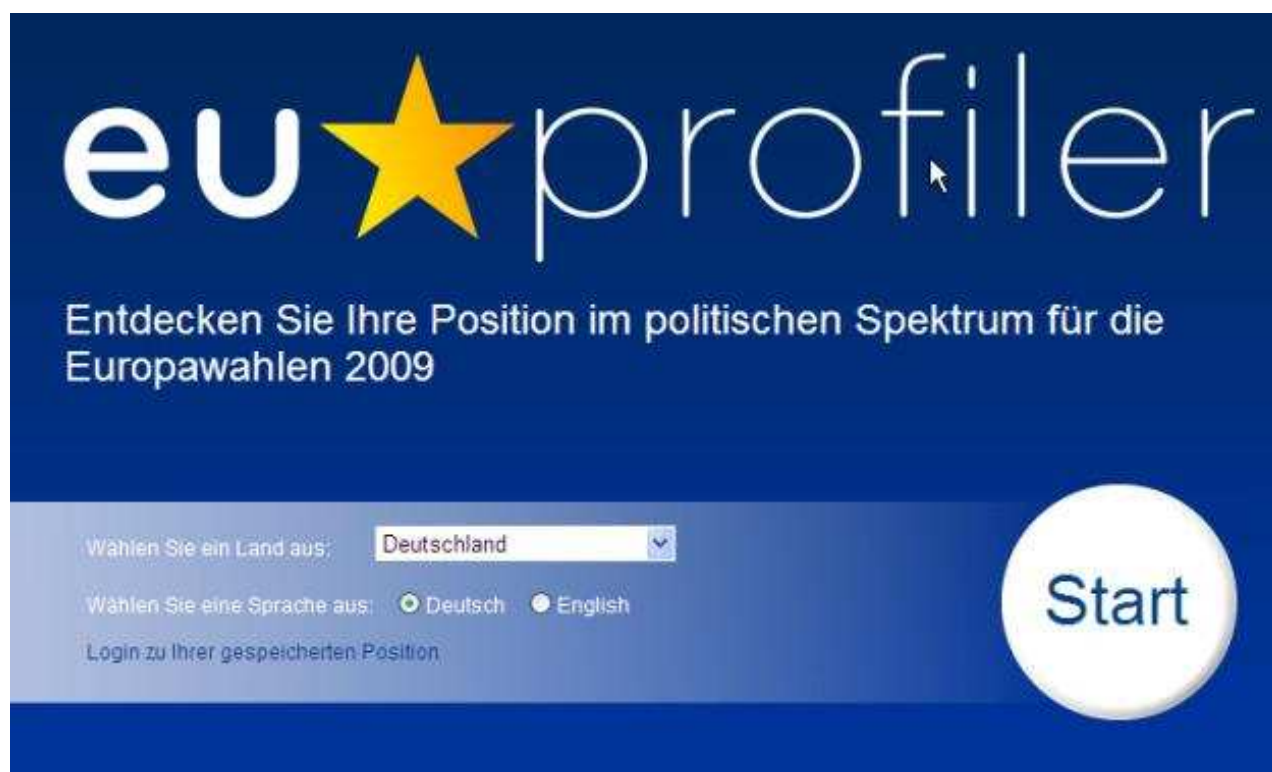 eu profiler
Entdecken Sie Ihre Position im politischen Spektrum für die
Europawahlen 2009
Wählen Sie ein Land aus: Deutschland
Wählen Sie eine Sprache aus: Deutsch English
Login zu Ihrer gespeicherten Position
Start